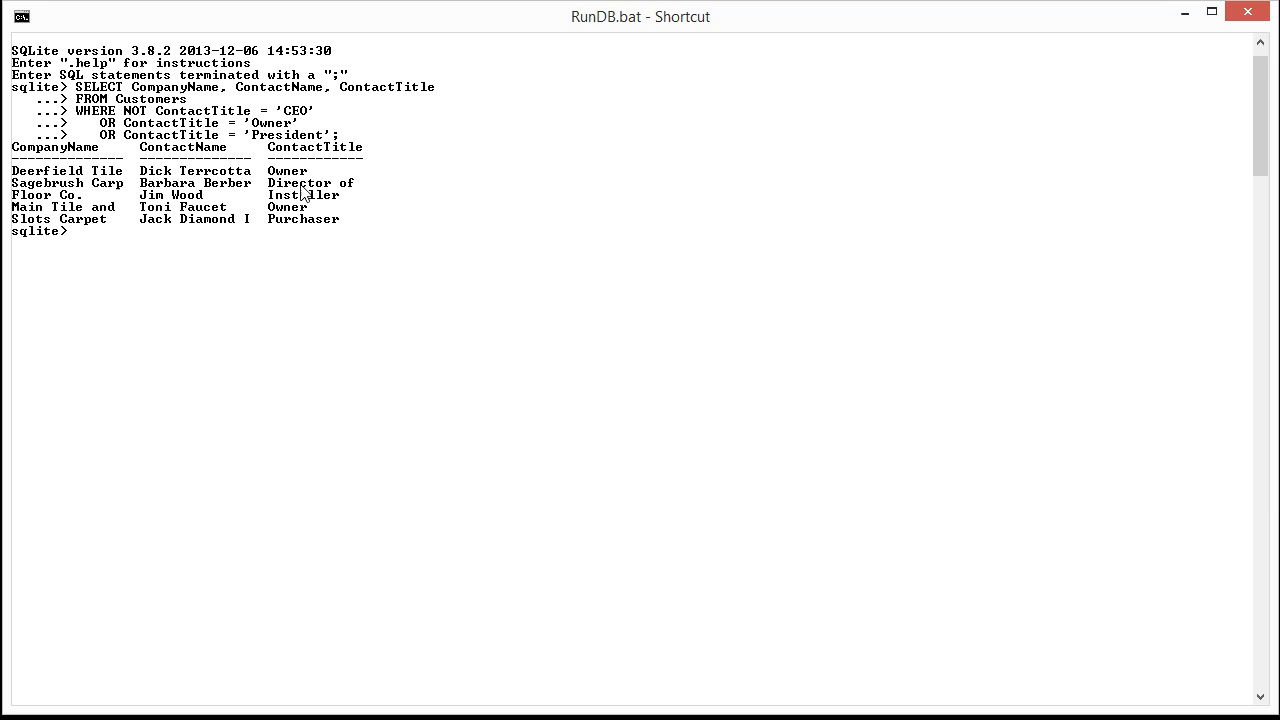 RunDB.bat - Shortcut
SQLite version 3.8.2 2013-12-06 14:53:30
Enter ".help" for instructions
Enter SQL statements terminated with a ";"
sqlite> SELECT CompanyName, ContactName, ContactTitle
...> FROM Customers
...> WHERE NOT ContactTitle = 'CEO'
...> OR ContactTitle = 'Owner'
...> OR ContactTitle = 'President';
CompanyName ContactName ContactTitle
-------------- -------------- ------------
Deerfield Tile Dick Terrcotta Owner
Sagebrush Carp Barbara Berber Director of
Floor Co. Jim Wood Installer
Main Tile and Toni Faucet Owner
Slots Carpet Jack Diamond I Purchaser
sqlite>